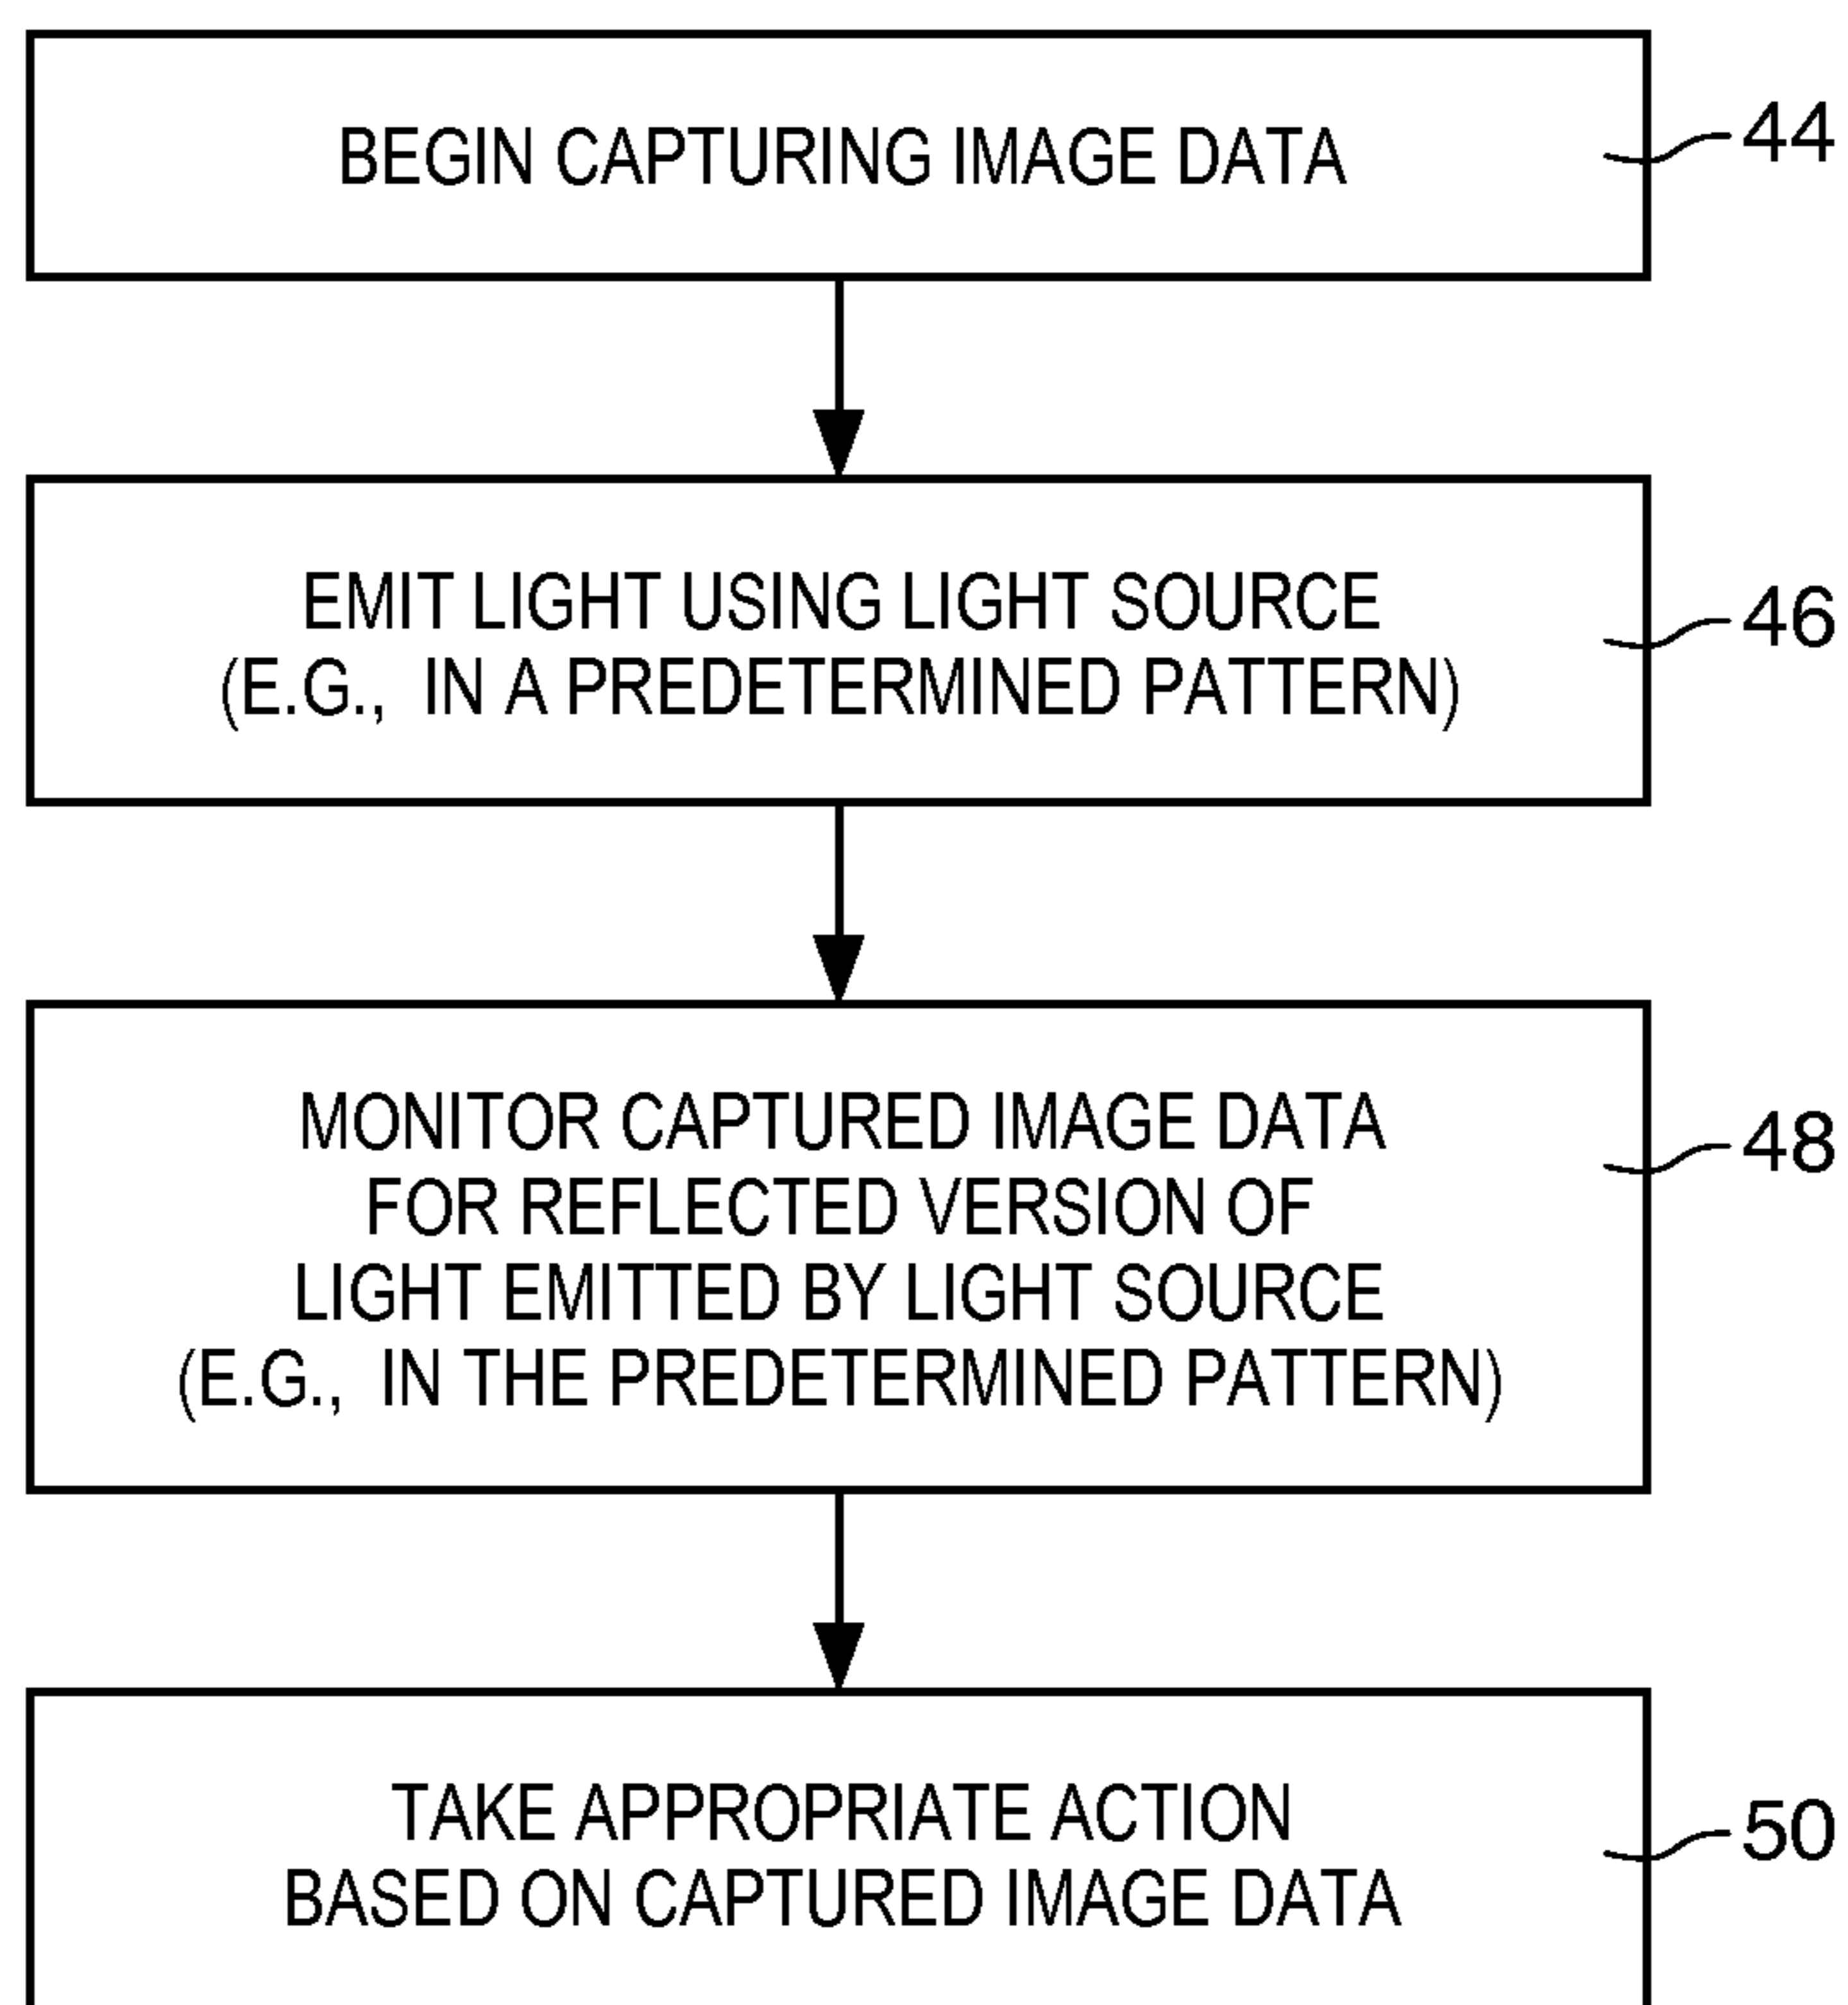 BEGIN CAPTURING IMAGE DATA
44
EMIT LIGHT USING LIGHT SOURCE
(E.G., IN A PREDETERMINED PATTERN)
46
MONITOR CAPTURED IMAGE DATA
FOR REFLECTED VERSION OF
LIGHT EMITTED BY LIGHT SOURCE
(E.G., IN THE PREDETERMINED PATTERN)
48
TAKE APPROPRIATE ACTION
BASED ON CAPTURED IMAGE DATA
50